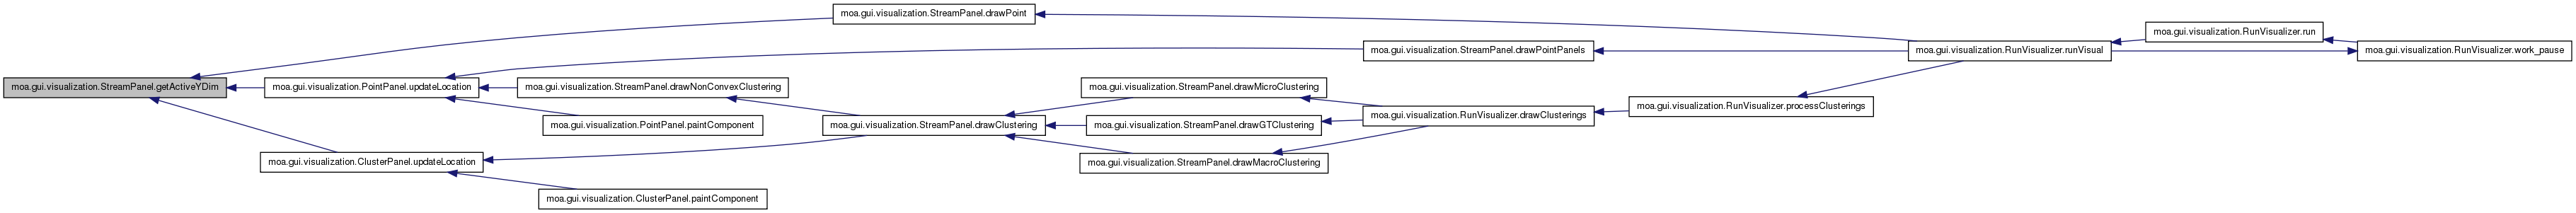 moa.gui.visualization.StreamPanel.getActiveYDim
moa.gui.visualization.StreamPanel.drawPoint
moa.gui.visualization.PointPanel.updateLocation
moa.gui.visualization.StreamPanel.drawPointPanels
moa.gui.visualization.RunVisualizer.runVisual
moa.gui.visualization.RunVisualizer.run
moa.gui.visualization.RunVisualizer.work_pause
moa.gui.visualization.StreamPanel.drawNonConvexClustering
moa.gui.visualization.PointPanel.paintComponent
moa.gui.visualization.StreamPanel.drawClustering
moa.gui.visualization.StreamPanel.drawMicroClustering
moa.gui.visualization.StreamPanel.drawGTClustering
moa.gui.visualization.StreamPanel.drawMacroClustering
moa.gui.visualization.RunVisualizer.drawClusterings
moa.gui.visualization.RunVisualizer.processClusterings
moa.gui.visualization.ClusterPanel.updateLocation
moa.gui.visualization.ClusterPanel.paintComponent